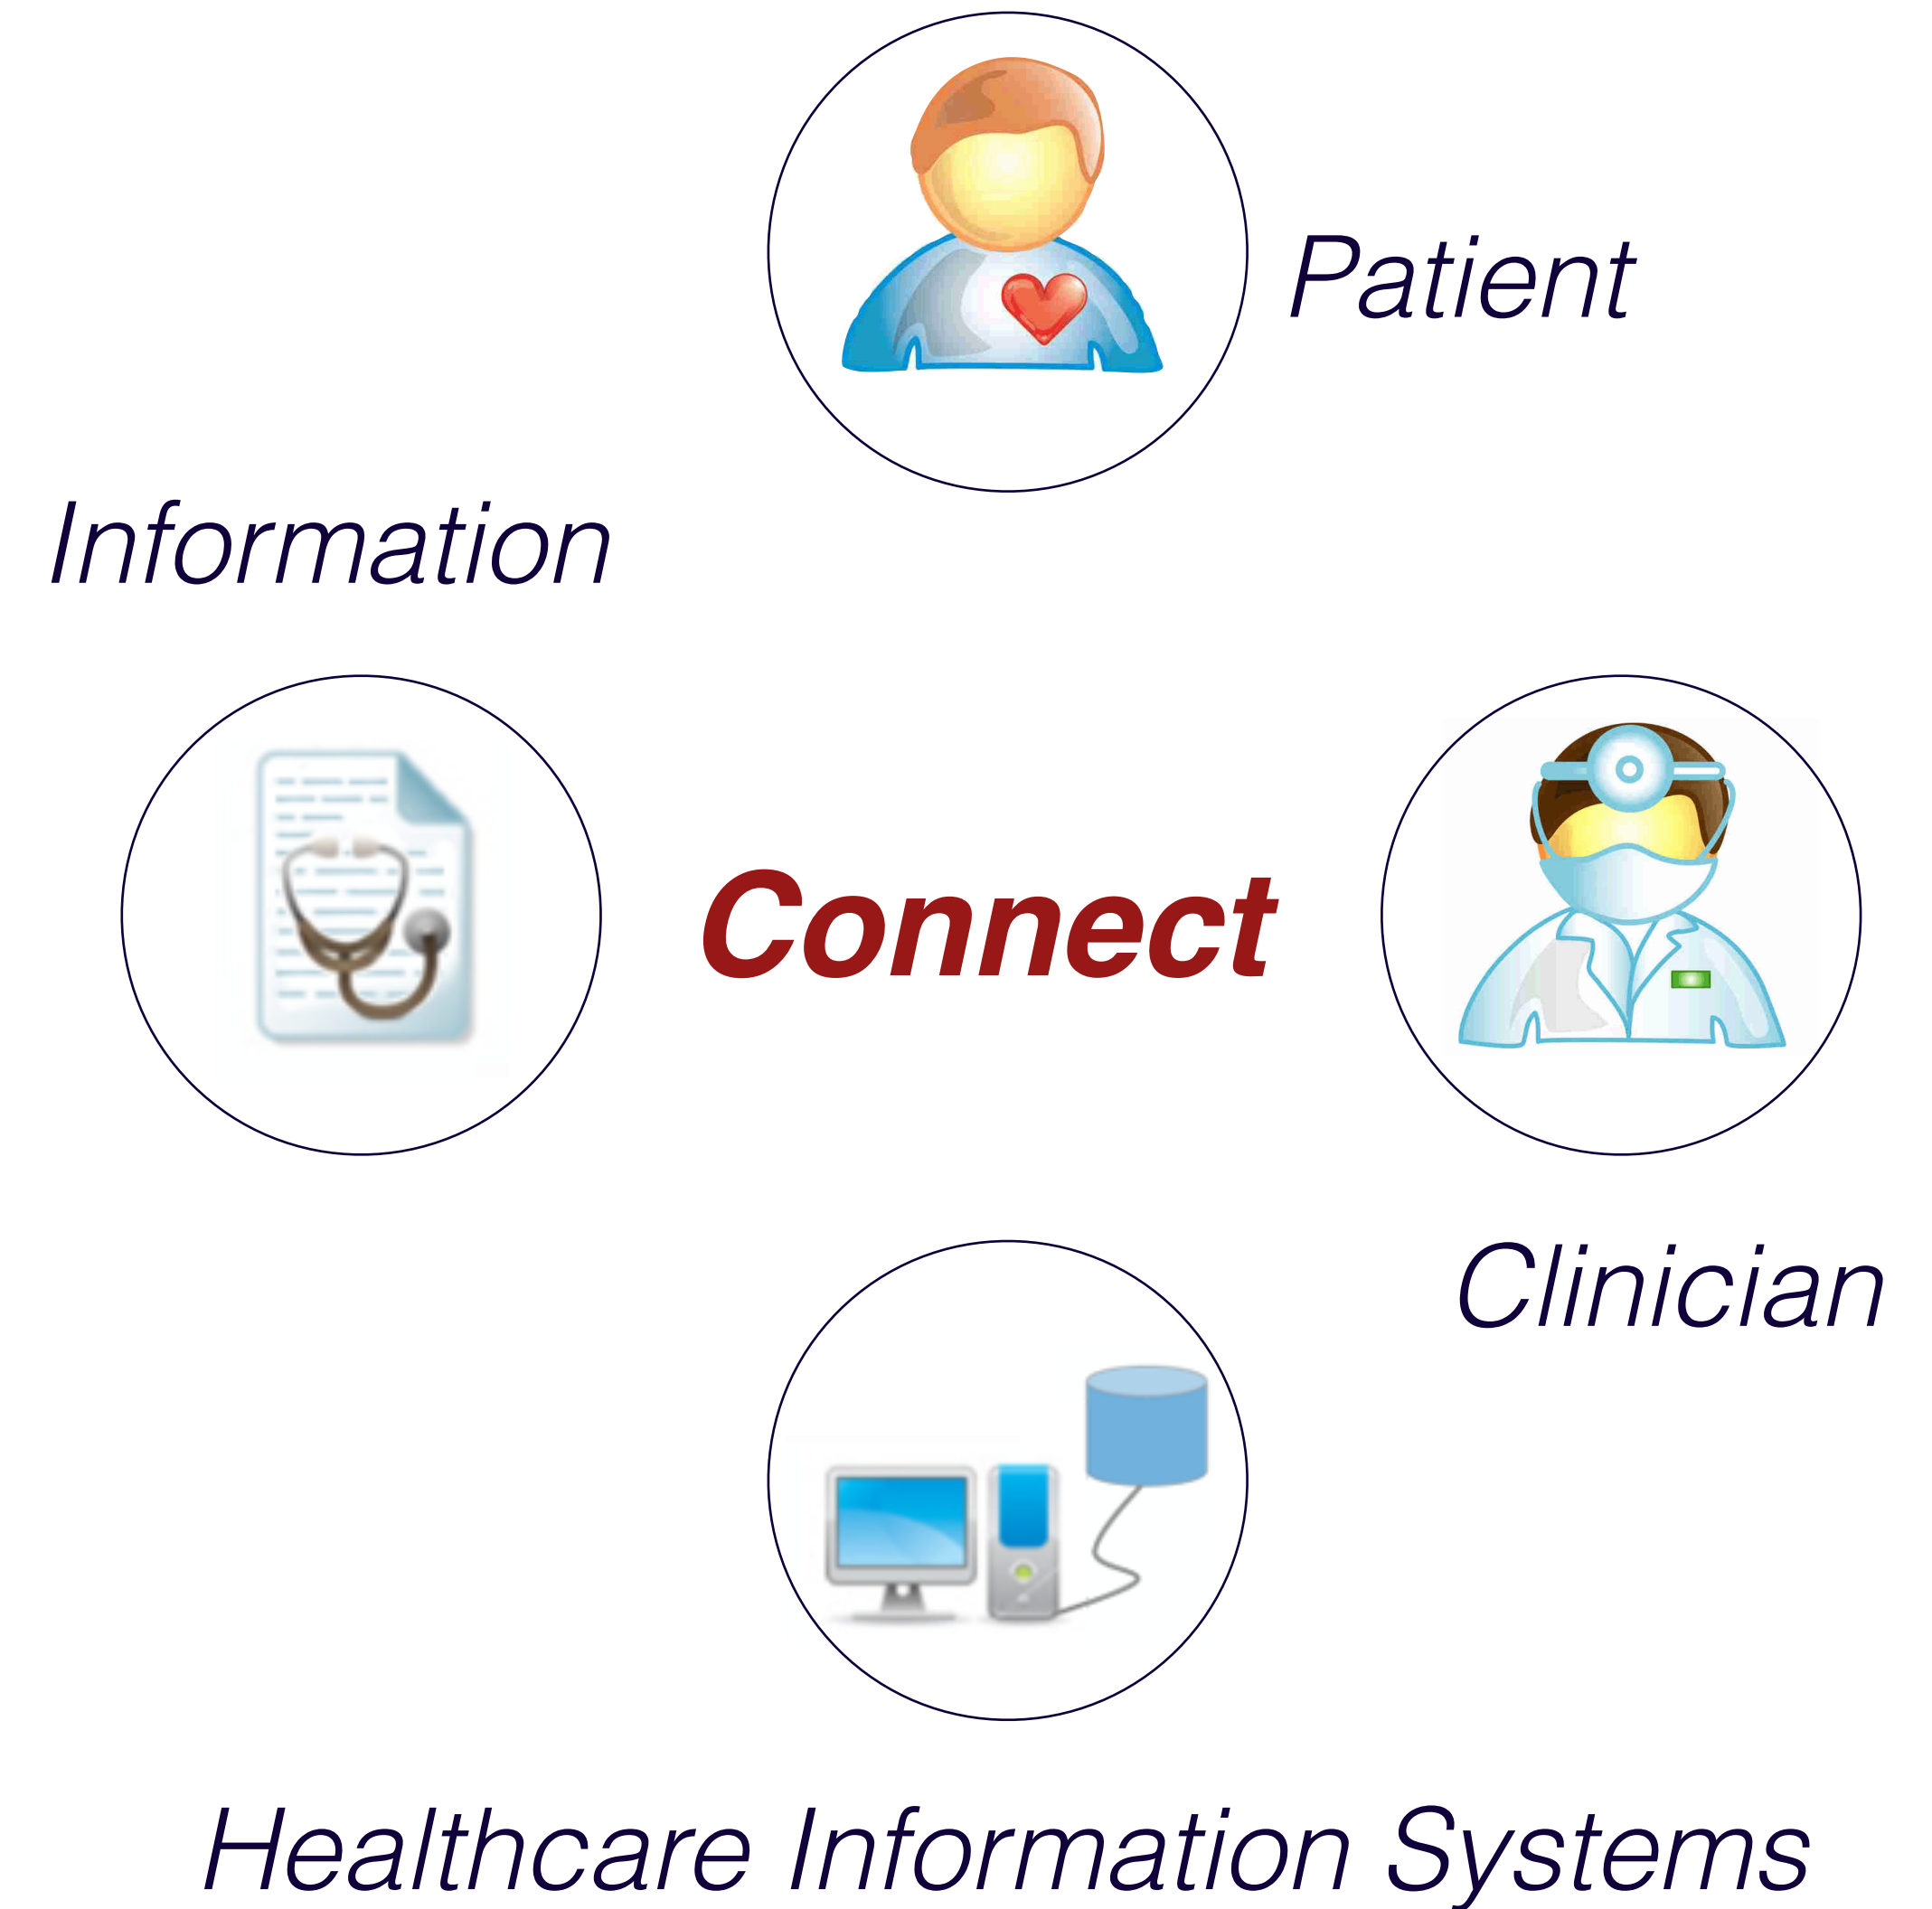 Patient
Information
Connect
Clinician
Healthcare Information Systems